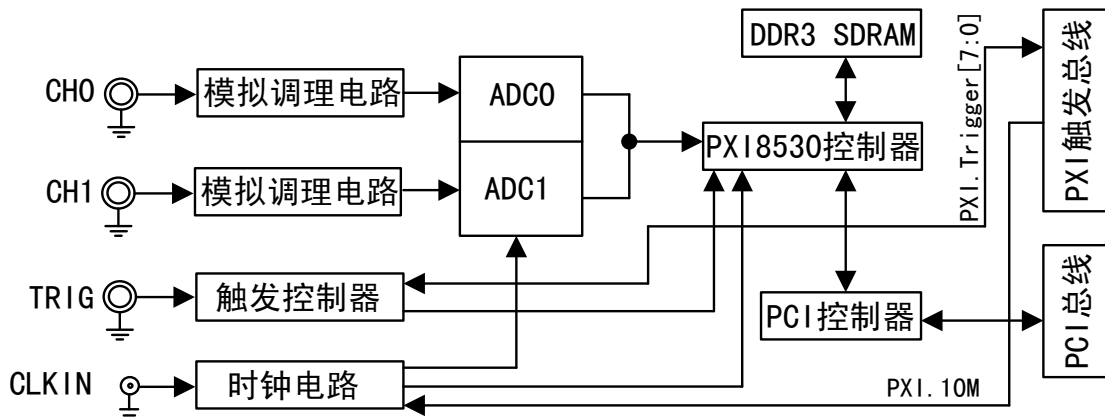 DDR3 SDRAM
CH0
模拟调理电路
ADC0
PXI8530控制器
PXI.Trigger[7:0]
PXI触发总线
CH1
模拟调理电路
ADC1
TRIG
触发控制器
PCI控制器
PCI总线
CLKIN
时钟电路
PXI.10M